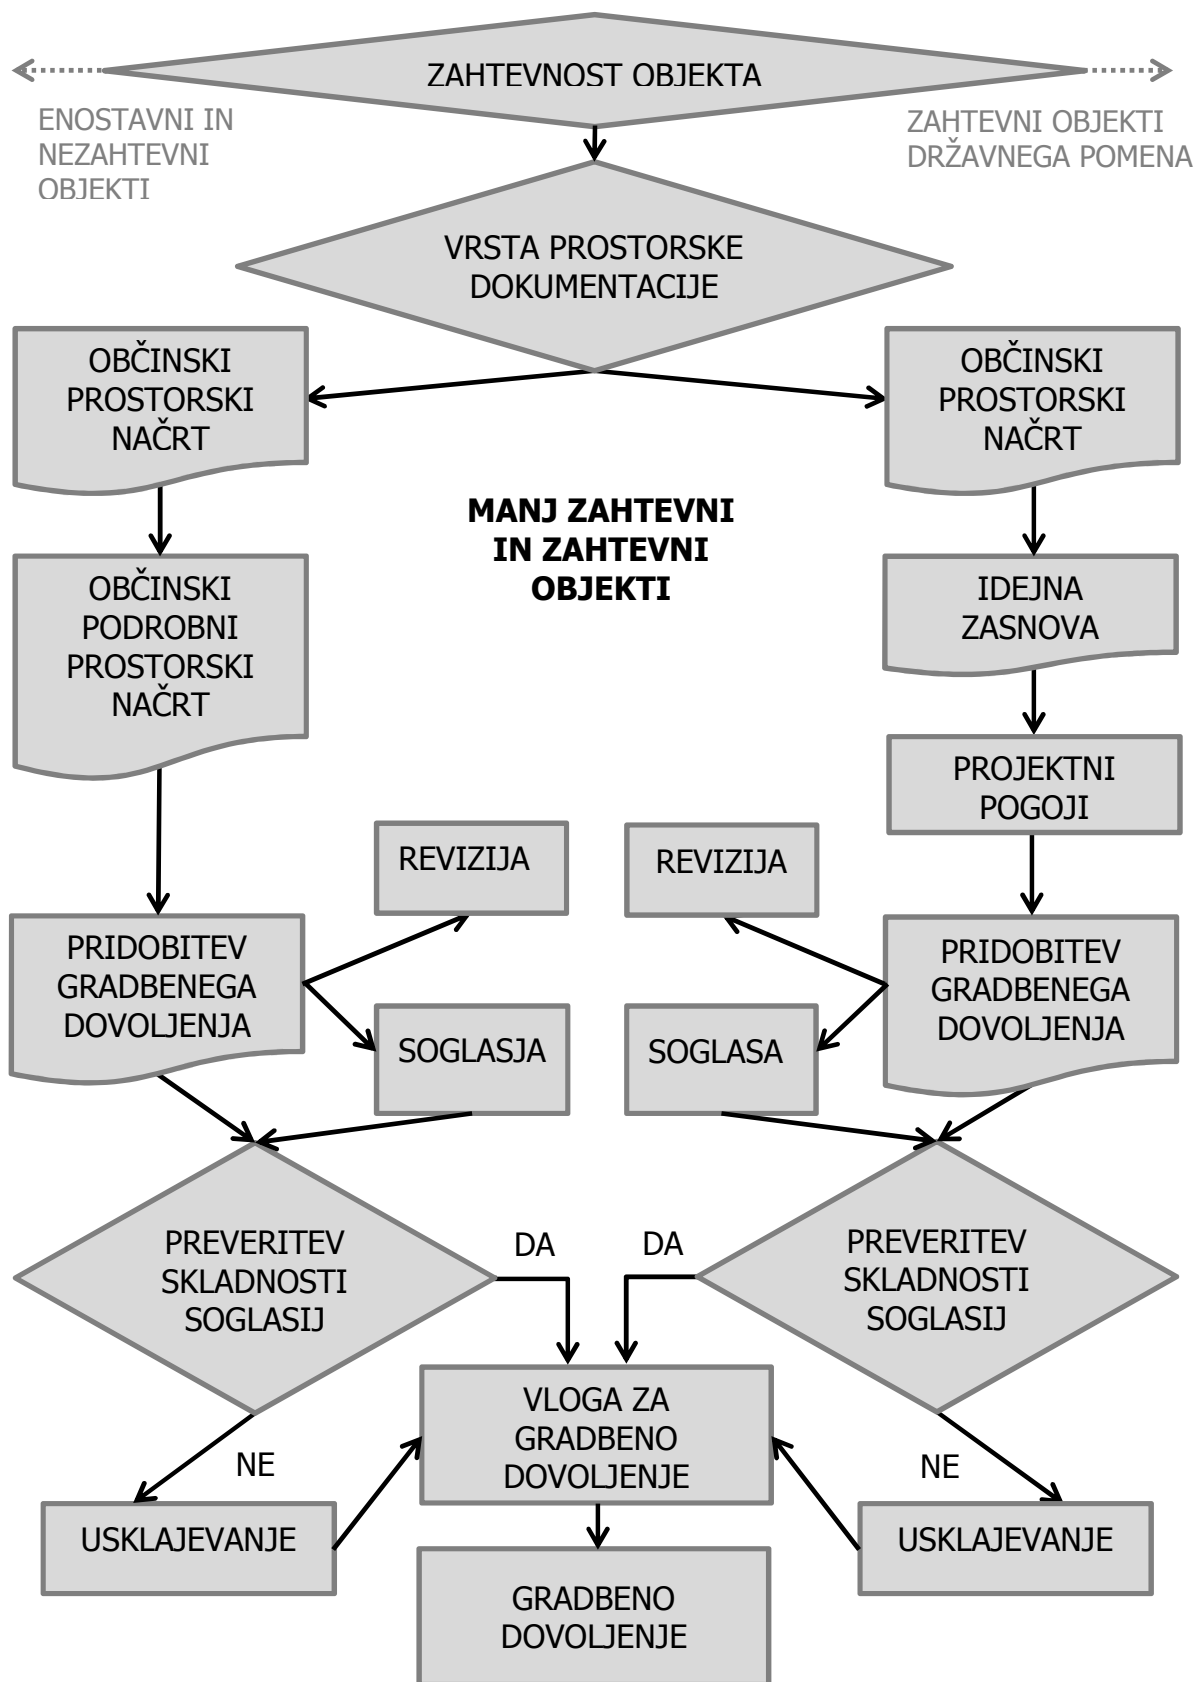 ZAHTEVNOST OBJEKTA
ENOSTAVNI IN
NEZAHTEVNI
OBJEKTI
ZAHTEVNI OBJEKTI
DRŽAVNEGA POMENA
VRSTA PROSTORSKE
DOKUMENTACIJE
OBČINSKI
PROSTORSKI
NAČRT
OBČINSKI
PROSTORSKI
NAČRT
MANJ ZAHTEVNI
IN ZAHTEVNI
OBJEKTI
OBČINSKI
PODROBNI
PROSTORSKI
NAČRT
IDEJNA
ZASNOVA
PROJEKTNI
POGOJI
REVIZIJA
REVIZIJA
PRIDOBITEV
GRADBENEGA
DOVOLJENJA
PRIDOBITEV
GRADBENEGA
DOVOLJENJA
SOGLASJA
SOGLASA
PREVERITEV
SKLADNOSTI
SOGLASIJ
DA
DA
PREVERITEV
SKLADNOSTI
SOGLASIJ
VLOGA ZA
GRADBENO
DOVOLJENJE
NE
NE
USKLAJEVANJE
USKLAJEVANJE
GRADBENO
DOVOLJENJE